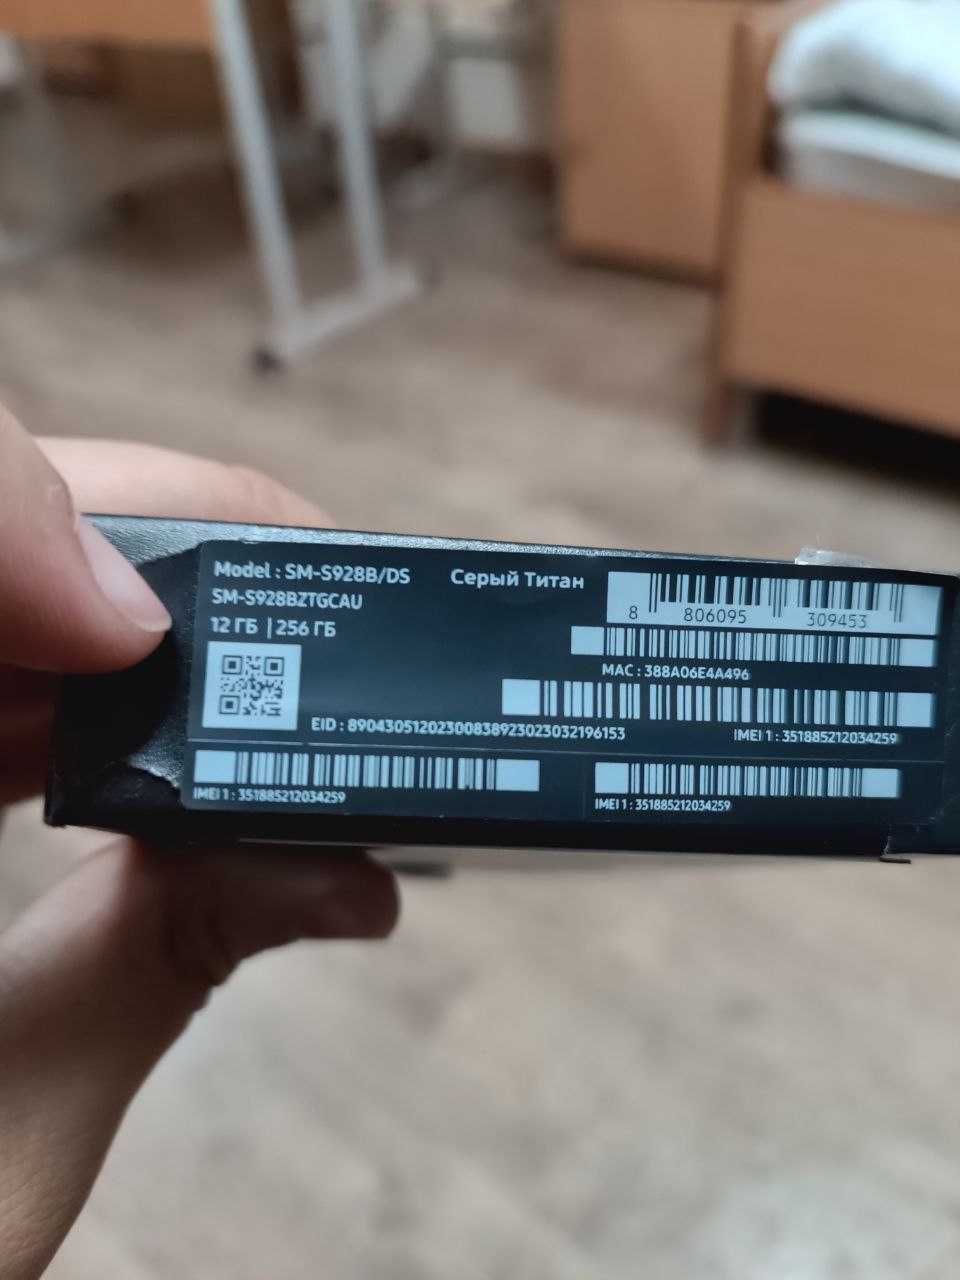 Model : SM-S928B/DS
Серый Титан
SM-S928BZTGCAU
12 ГБ | 256 ГБ
8 806095 309453
MAC : 388A06E4A496
EID : 89043051202300838923023032196153
IMEI 1 : 351885212034259
IMEI 1 : 351885212034259
IMEI 1 : 351885212034259